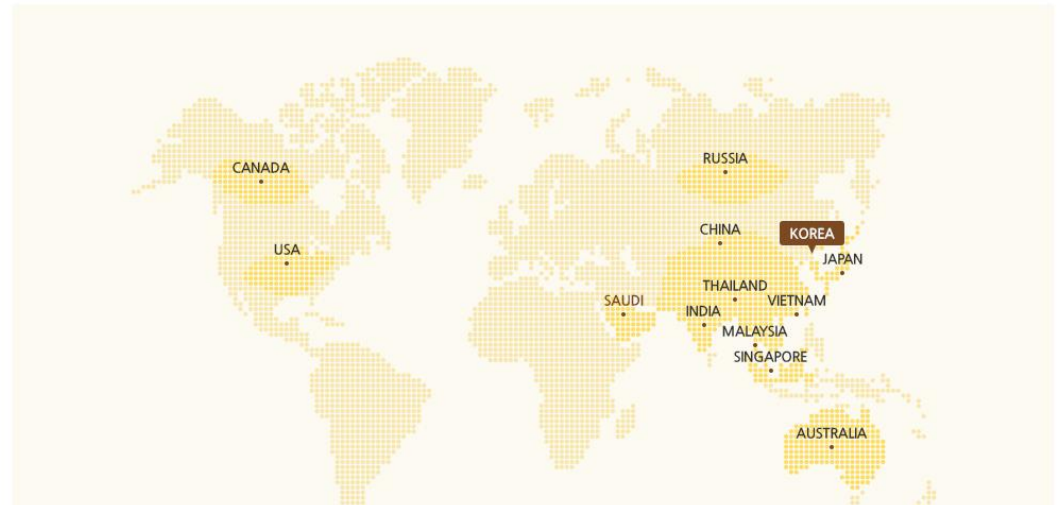 CANADA
RUSSIA
USA
CHINA
KOREA
JAPAN
THAILAND
SAUDI
VIETNAM
INDIA
MALAYSIA
SINGAPORE
AUSTRALIA